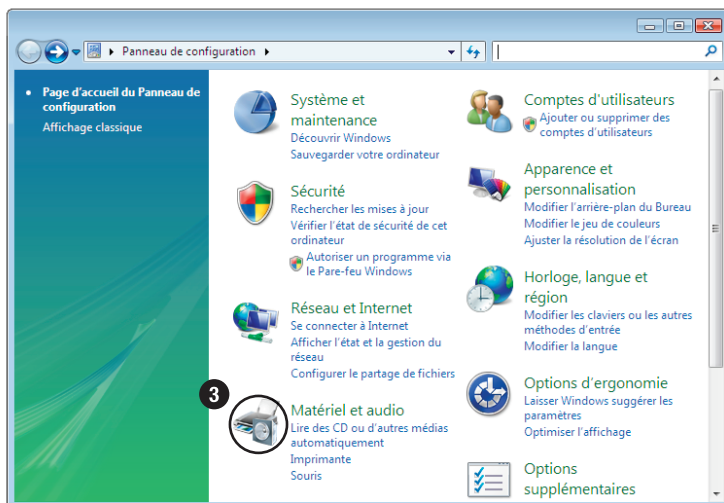 Panneau de configuration
Page d'accueil du Panneau de
configuration
Affichage classique
Système et
maintenance
Découvrir Windows
Sauvegarder votre ordinateur
Sécurité
Rechercher les mises à jour
Vérifier l'état de sécurité de cet
ordinateur
Autoriser un programme via
le Pare-feu Windows
Réseau et Internet
Se connecter à Internet
Afficher l'état et la gestion du
réseau
Configurer le partage de fichiers
3
Matériel et audio
Lire des CD ou d'autres médias
automatiquement
Imprimante
Souris
Comptes d'utilisateurs
Ajouter ou supprimer des
comptes d'utilisateurs
Apparence et
personnalisation
Modifier l'arrière-plan du Bureau
Modifier le jeu de couleurs
Ajuster la résolution de l'écran
Horloge, langue et
région
Modifier les claviers ou les autres
méthodes d'entrée
Modifier la langue
Options d'ergonomie
Laisser Windows suggérer les
paramètres
Optimiser l'affichage
Options
supplémentaires